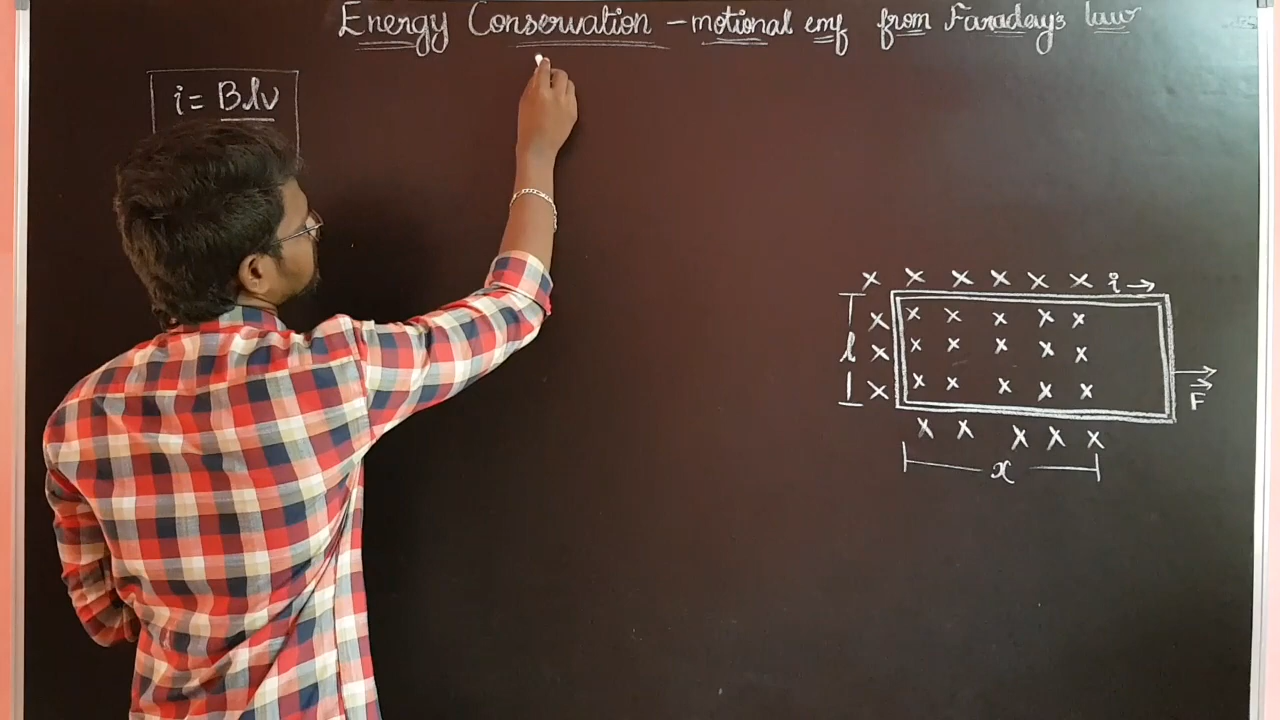 Energy Conservation - motional emf from Faraday's law
i = Blv
x x x x x x i →
x x x x x x
l x x x x x x
x x x x x x
F
x x x x x
x